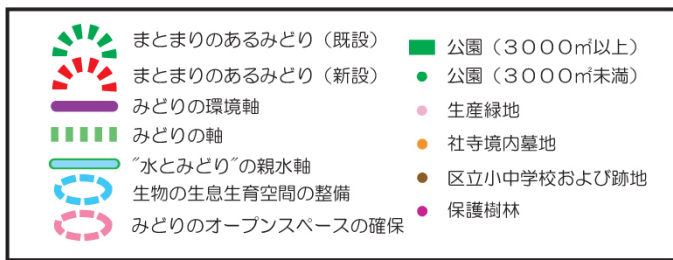 まとまりのあるみどり（既設）
まとまりのあるみどり（新設）
みどりの環境軸
みどりの軸
"水とみどり"の親水軸
生物の生息生育空間の整備
みどりのオープンスペースの確保
公園（３０００㎡以上）
公園（３０００㎡未満）
生産緑地
社寺境内墓地
区立小中学校および跡地
保護樹林